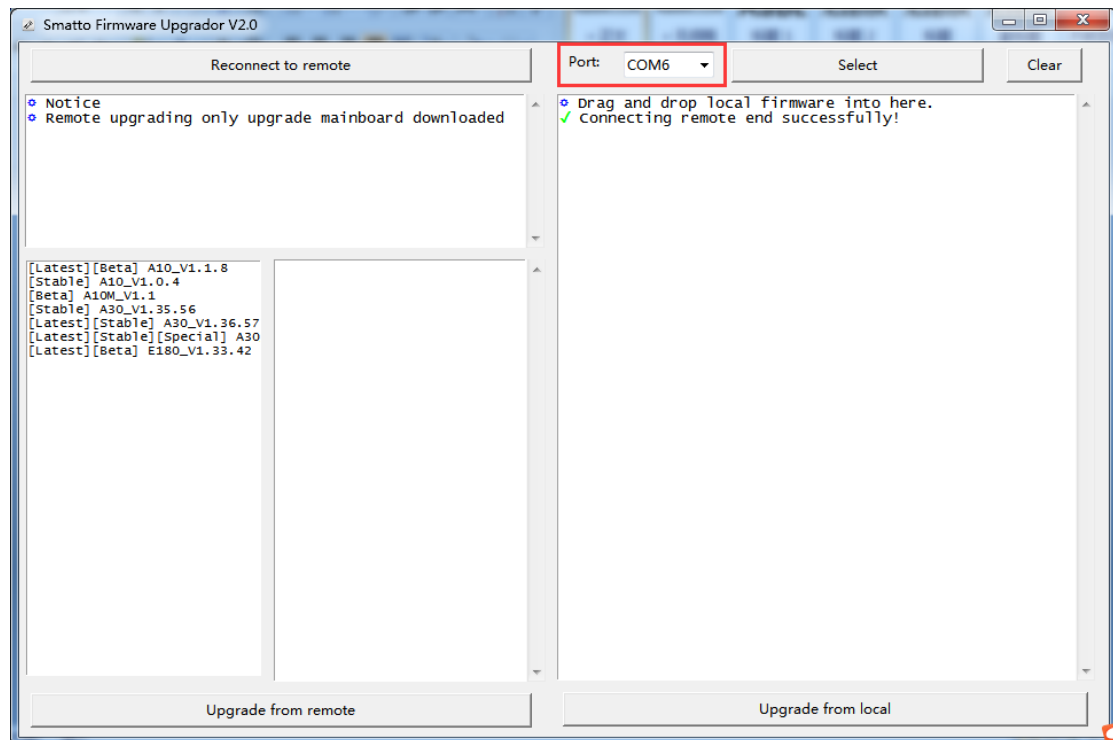 Smatto Firmware Upgrador V2.0
Reconnect to remote
Port: COM6 Select Clear
Notice
Remote upgrading only upgrade mainboard downloaded
Drag and drop local firmware into here.
Connecting remote end successfully!
[Latest][Beta] A10_V1.1.8
[Stable] A10_V1.0.4
[Beta] A10M_V1.1
[Stable] A30_V1.35.56
[Latest][Stable] A30_V1.36.57
[Latest][Stable][Special] A30
[Latest][Beta] E180_V1.33.42
Upgrade from remote
Upgrade from local